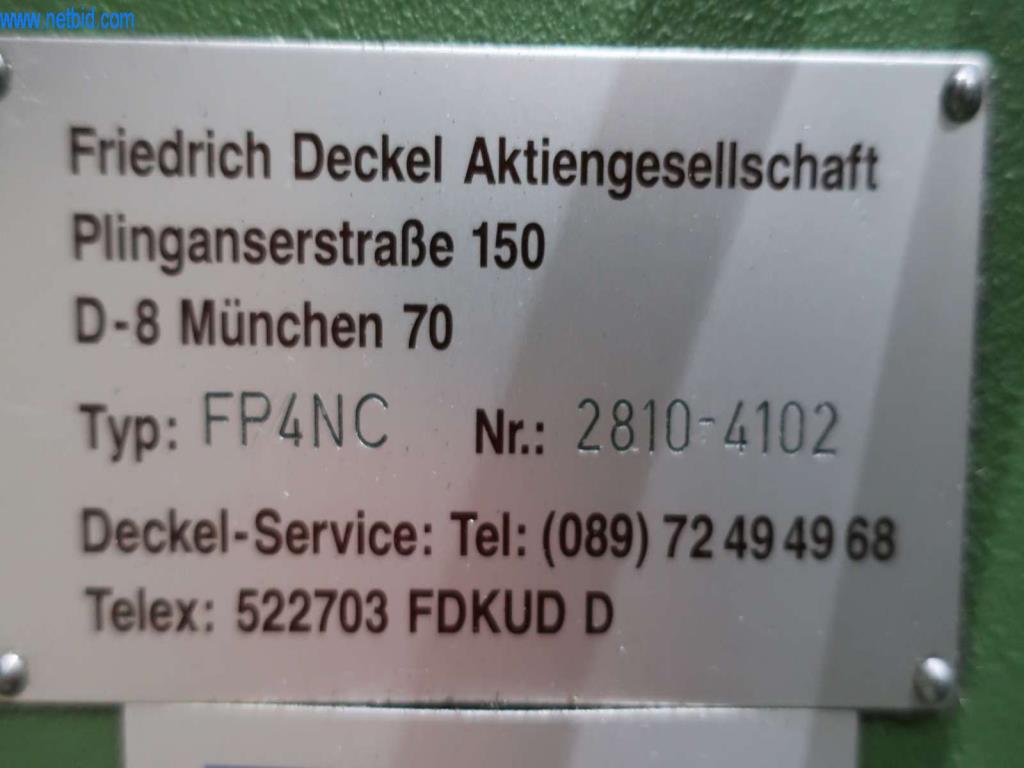 www.netbid.com
Friedrich Deckel Aktiengesellschaft
Plinganserstraße 150
D-8 München 70
Typ: FP4NC Nr.: 2810-4102
Deckel-Service: Tel: (089) 72 49 49 68
Telex: 522703 FDKUD D